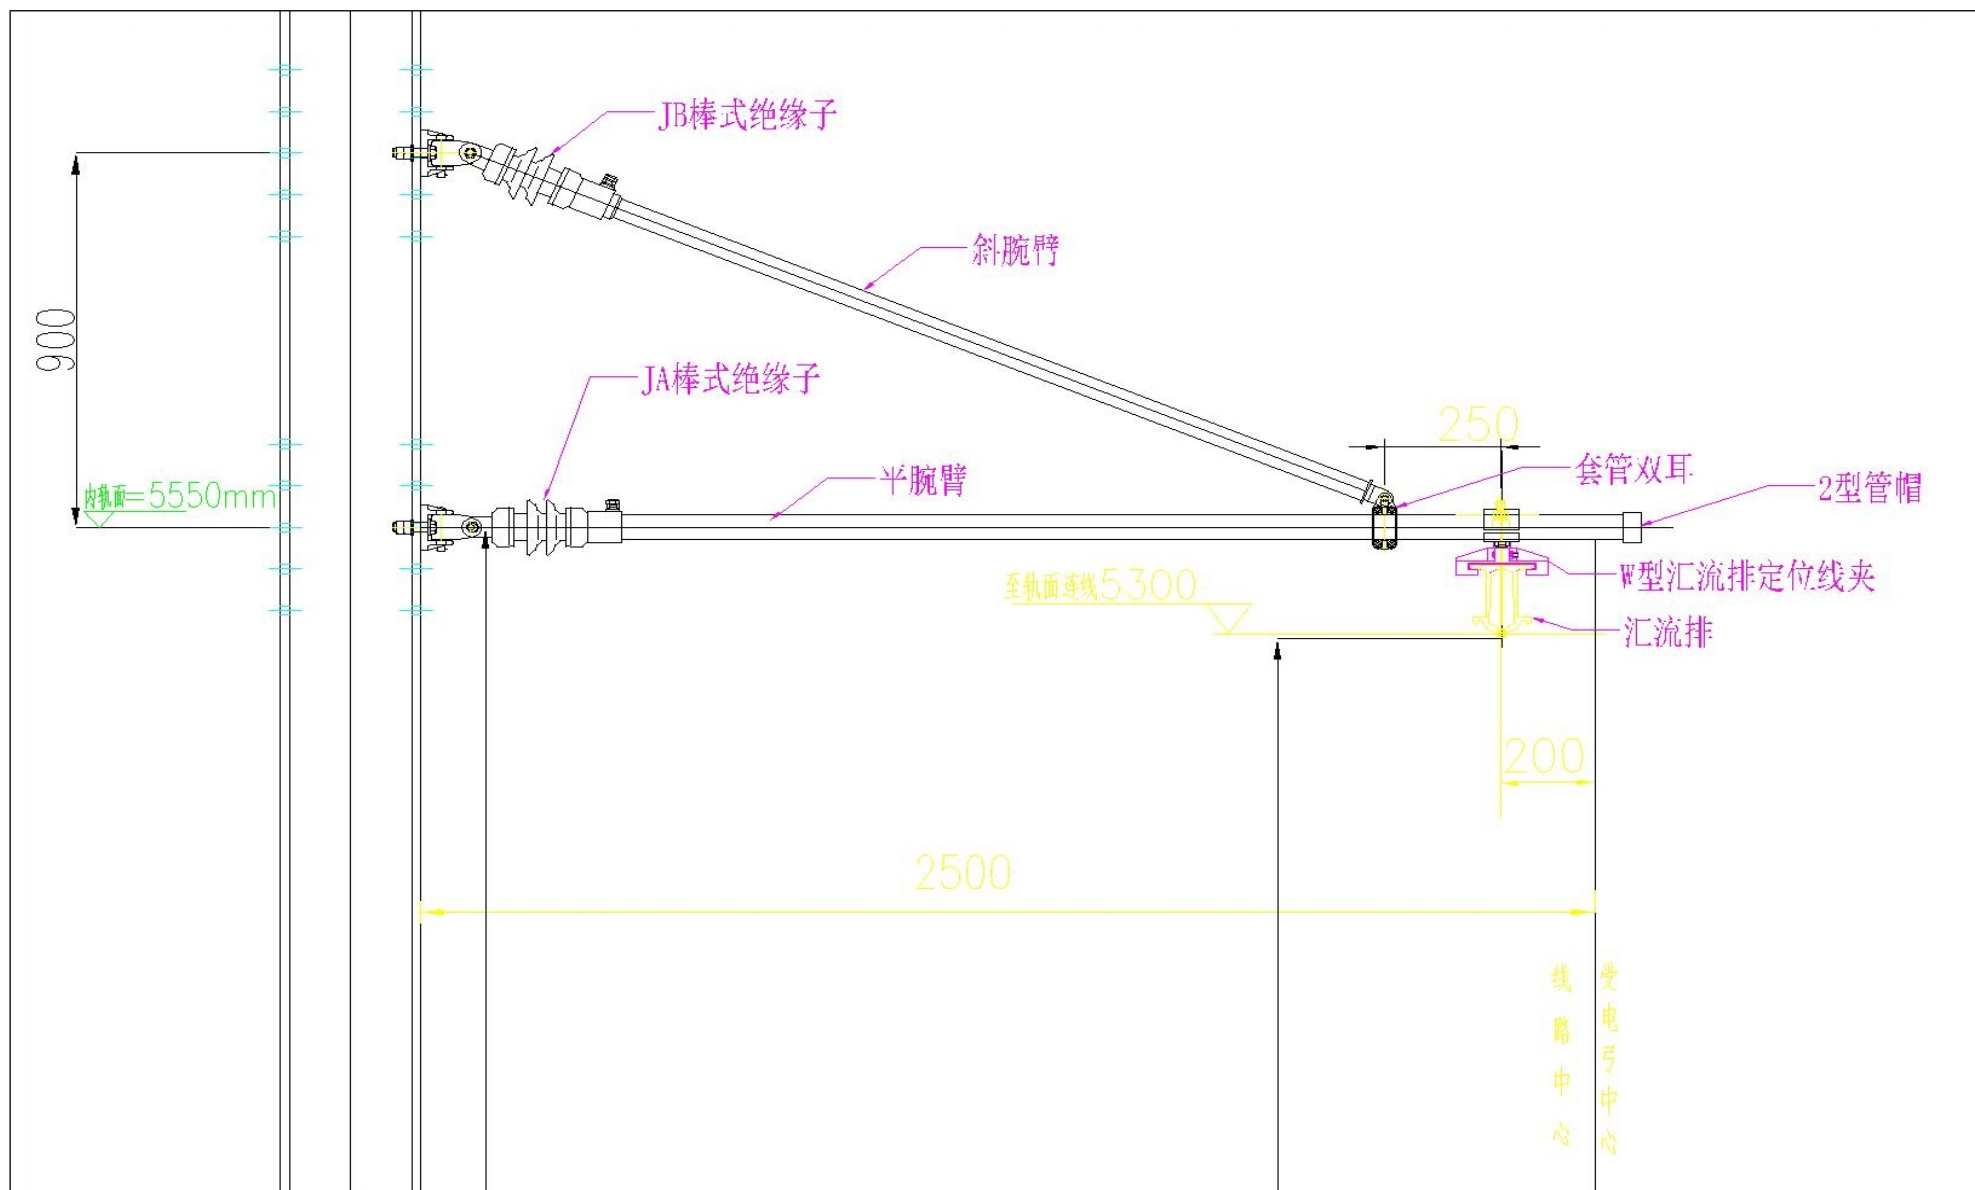 JB棒式绝缘子
斜腕臂
900
JA棒式绝缘子
250
平腕臂
套管双耳
2型管帽
内轨面=5550mm
至轨面连线5300
W型汇流排定位线夹
汇流排
200
2500
线路中心
受电弓中心